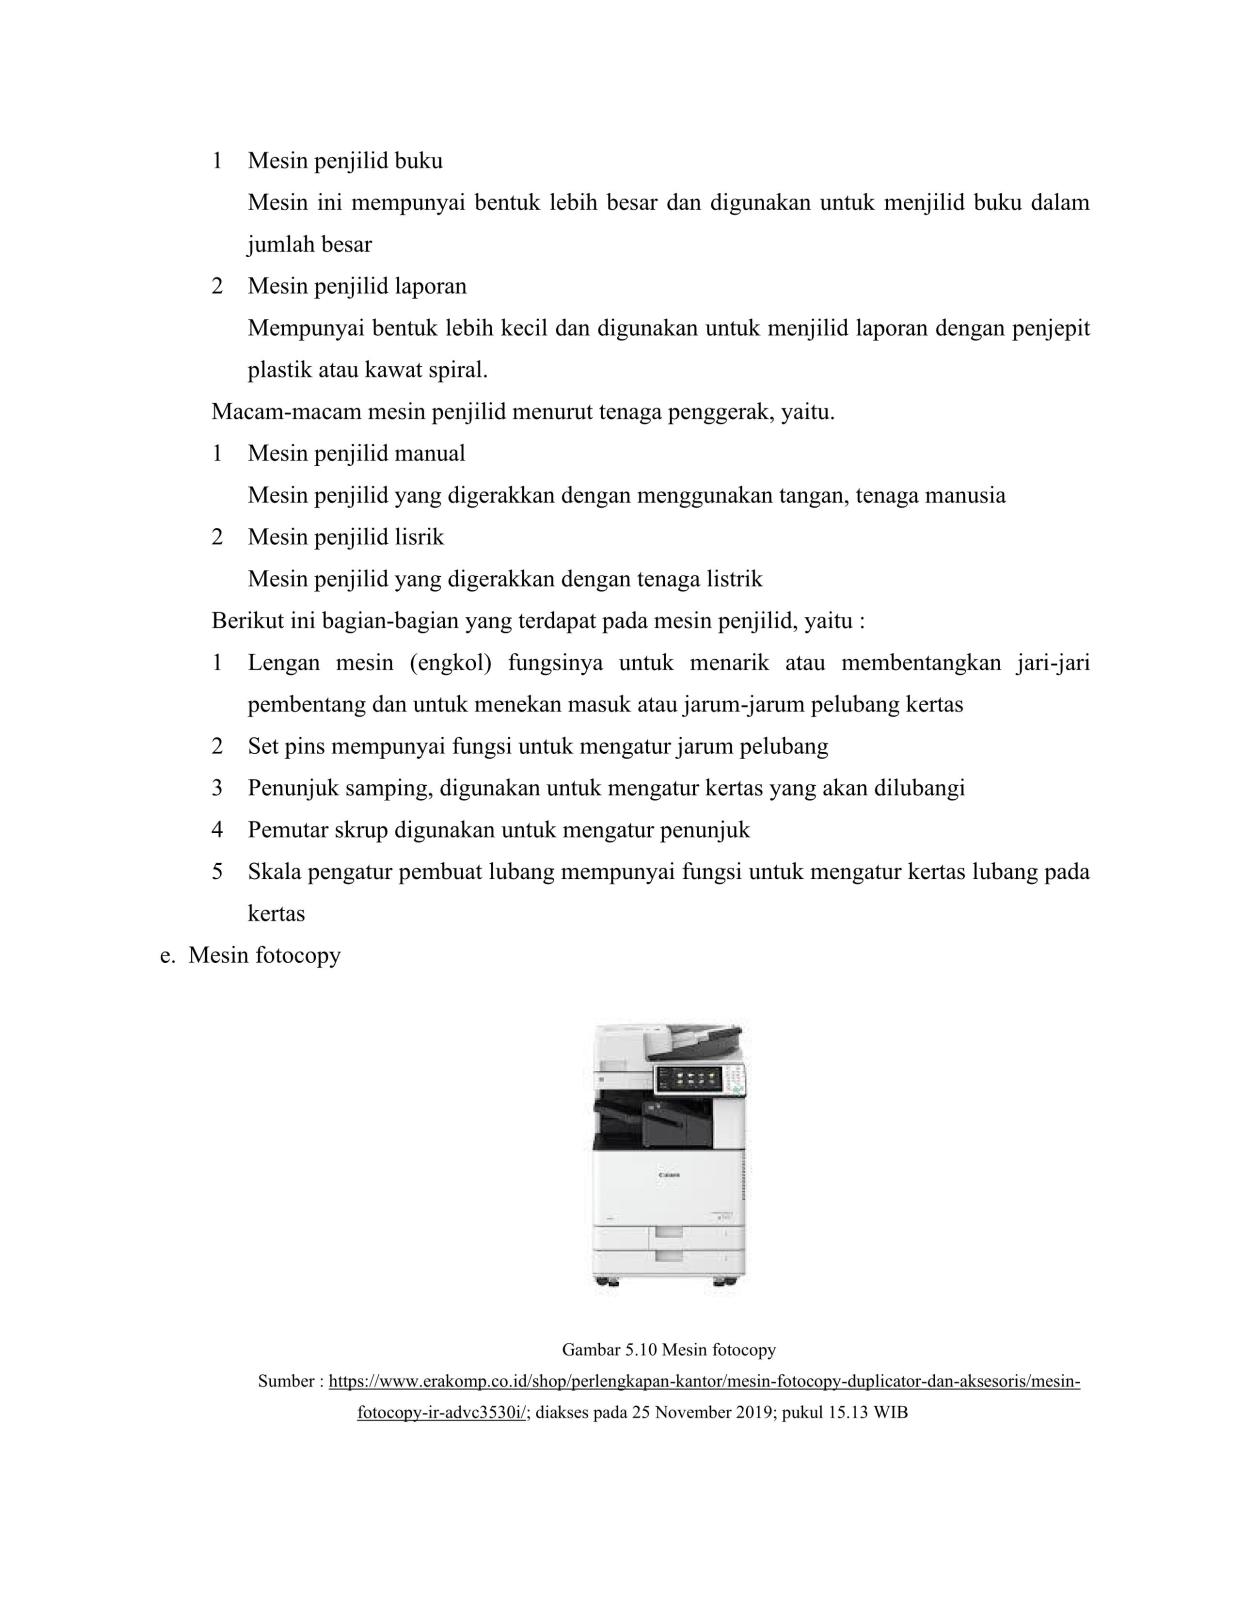 1 Mesin penjilid buku
Mesin ini mempunyai bentuk lebih besar dan digunakan untuk menjilid buku dalam
jumlah besar
2 Mesin penjilid laporan
Mempunyai bentuk lebih kecil dan digunakan untuk menjilid laporan dengan penjepit
plastik atau kawat spiral.
Macam-macam mesin penjilid menurut tenaga penggerak, yaitu.
1 Mesin penjilid manual
Mesin penjilid yang digerakkan dengan menggunakan tangan, tenaga manusia
2 Mesin penjilid lisrik
Mesin penjilid yang digerakkan dengan tenaga listrik
Berikut ini bagian-bagian yang terdapat pada mesin penjilid, yaitu :
1 Lengan mesin (engkol) fungsinya untuk menarik atau membentangkan jari-jari
pembentang dan untuk menekan masuk atau jarum-jarum pelubang kertas
2 Set pins mempunyai fungsi untuk mengatur jarum pelubang
3 Penunjuk samping, digunakan untuk mengatur kertas yang akan dilubangi
4 Pemutar skrup digunakan untuk mengatur penunjuk
5 Skala pengatur pembuat lubang mempunyai fungsi untuk mengatur kertas lubang pada
kertas
e. Mesin fotocopy
Canon
Gambar 5.10 Mesin fotocopy
Sumber : https://www.erakomp.co.id/shop/perlengkapan-kantor/mesin-fotocopy-duplicator-dan-aksesoris/mesin-
fotocopy-ir-advc3530i/; diakses pada 25 November 2019; pukul 15.13 WIB